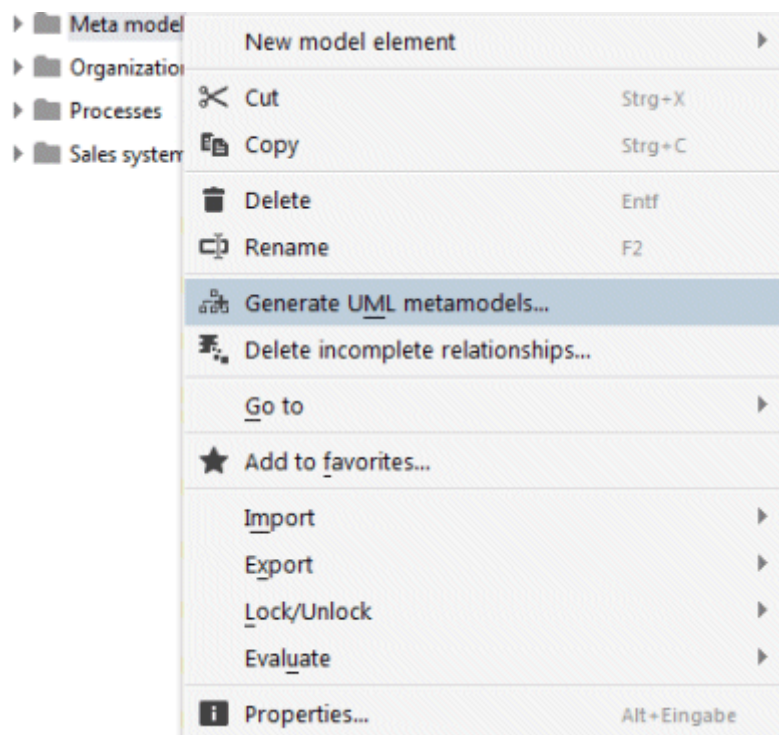 Meta model
Organization
Processes
Sales system
New model element
Cut Strg+X
Copy Strg+C
Delete Entf
Rename F2
Generate UML metamodels...
Delete incomplete relationships...
Go to
Add to favorites...
Import
Export
Lock/Unlock
Evaluate
Properties... Alt+Eingabe